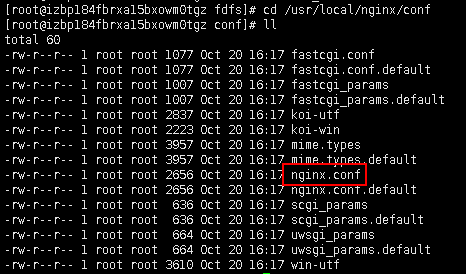 [root@izbp184fbrxa15bxowm0tgz fdfs]# cd /usr/local/nginx/conf
[root@izbp184fbrxa15bxowm0tgz conf]# ll
total 60
-rw-r--r-- 1 root root 1077 Oct 20 16:17 fastcgi.conf
-rw-r--r-- 1 root root 1077 Oct 20 16:17 fastcgi.conf.default
-rw-r--r-- 1 root root 1007 Oct 20 16:17 fastcgi_params
-rw-r--r-- 1 root root 1007 Oct 20 16:17 fastcgi_params.default
-rw-r--r-- 1 root root 2837 Oct 20 16:17 koi-utf
-rw-r--r-- 1 root root 2223 Oct 20 16:17 koi-win
-rw-r--r-- 1 root root 3957 Oct 20 16:17 mime.types
-rw-r--r-- 1 root root 3957 Oct 20 16:17 mime.types.default
-rw-r--r-- 1 root root 2656 Oct 20 16:17 nginx.conf
-rw-r--r-- 1 root root 2656 Oct 20 16:17 nginx.conf.default
-rw-r--r-- 1 root root 636 Oct 20 16:17 scgi_params
-rw-r--r-- 1 root root 636 Oct 20 16:17 scgi_params.default
-rw-r--r-- 1 root root 664 Oct 20 16:17 uwsgi_params
-rw-r--r-- 1 root root 664 Oct 20 16:17 uwsgi_params.default
-rw-r--r-- 1 root root 3610 Oct 20 16:17 win-utf